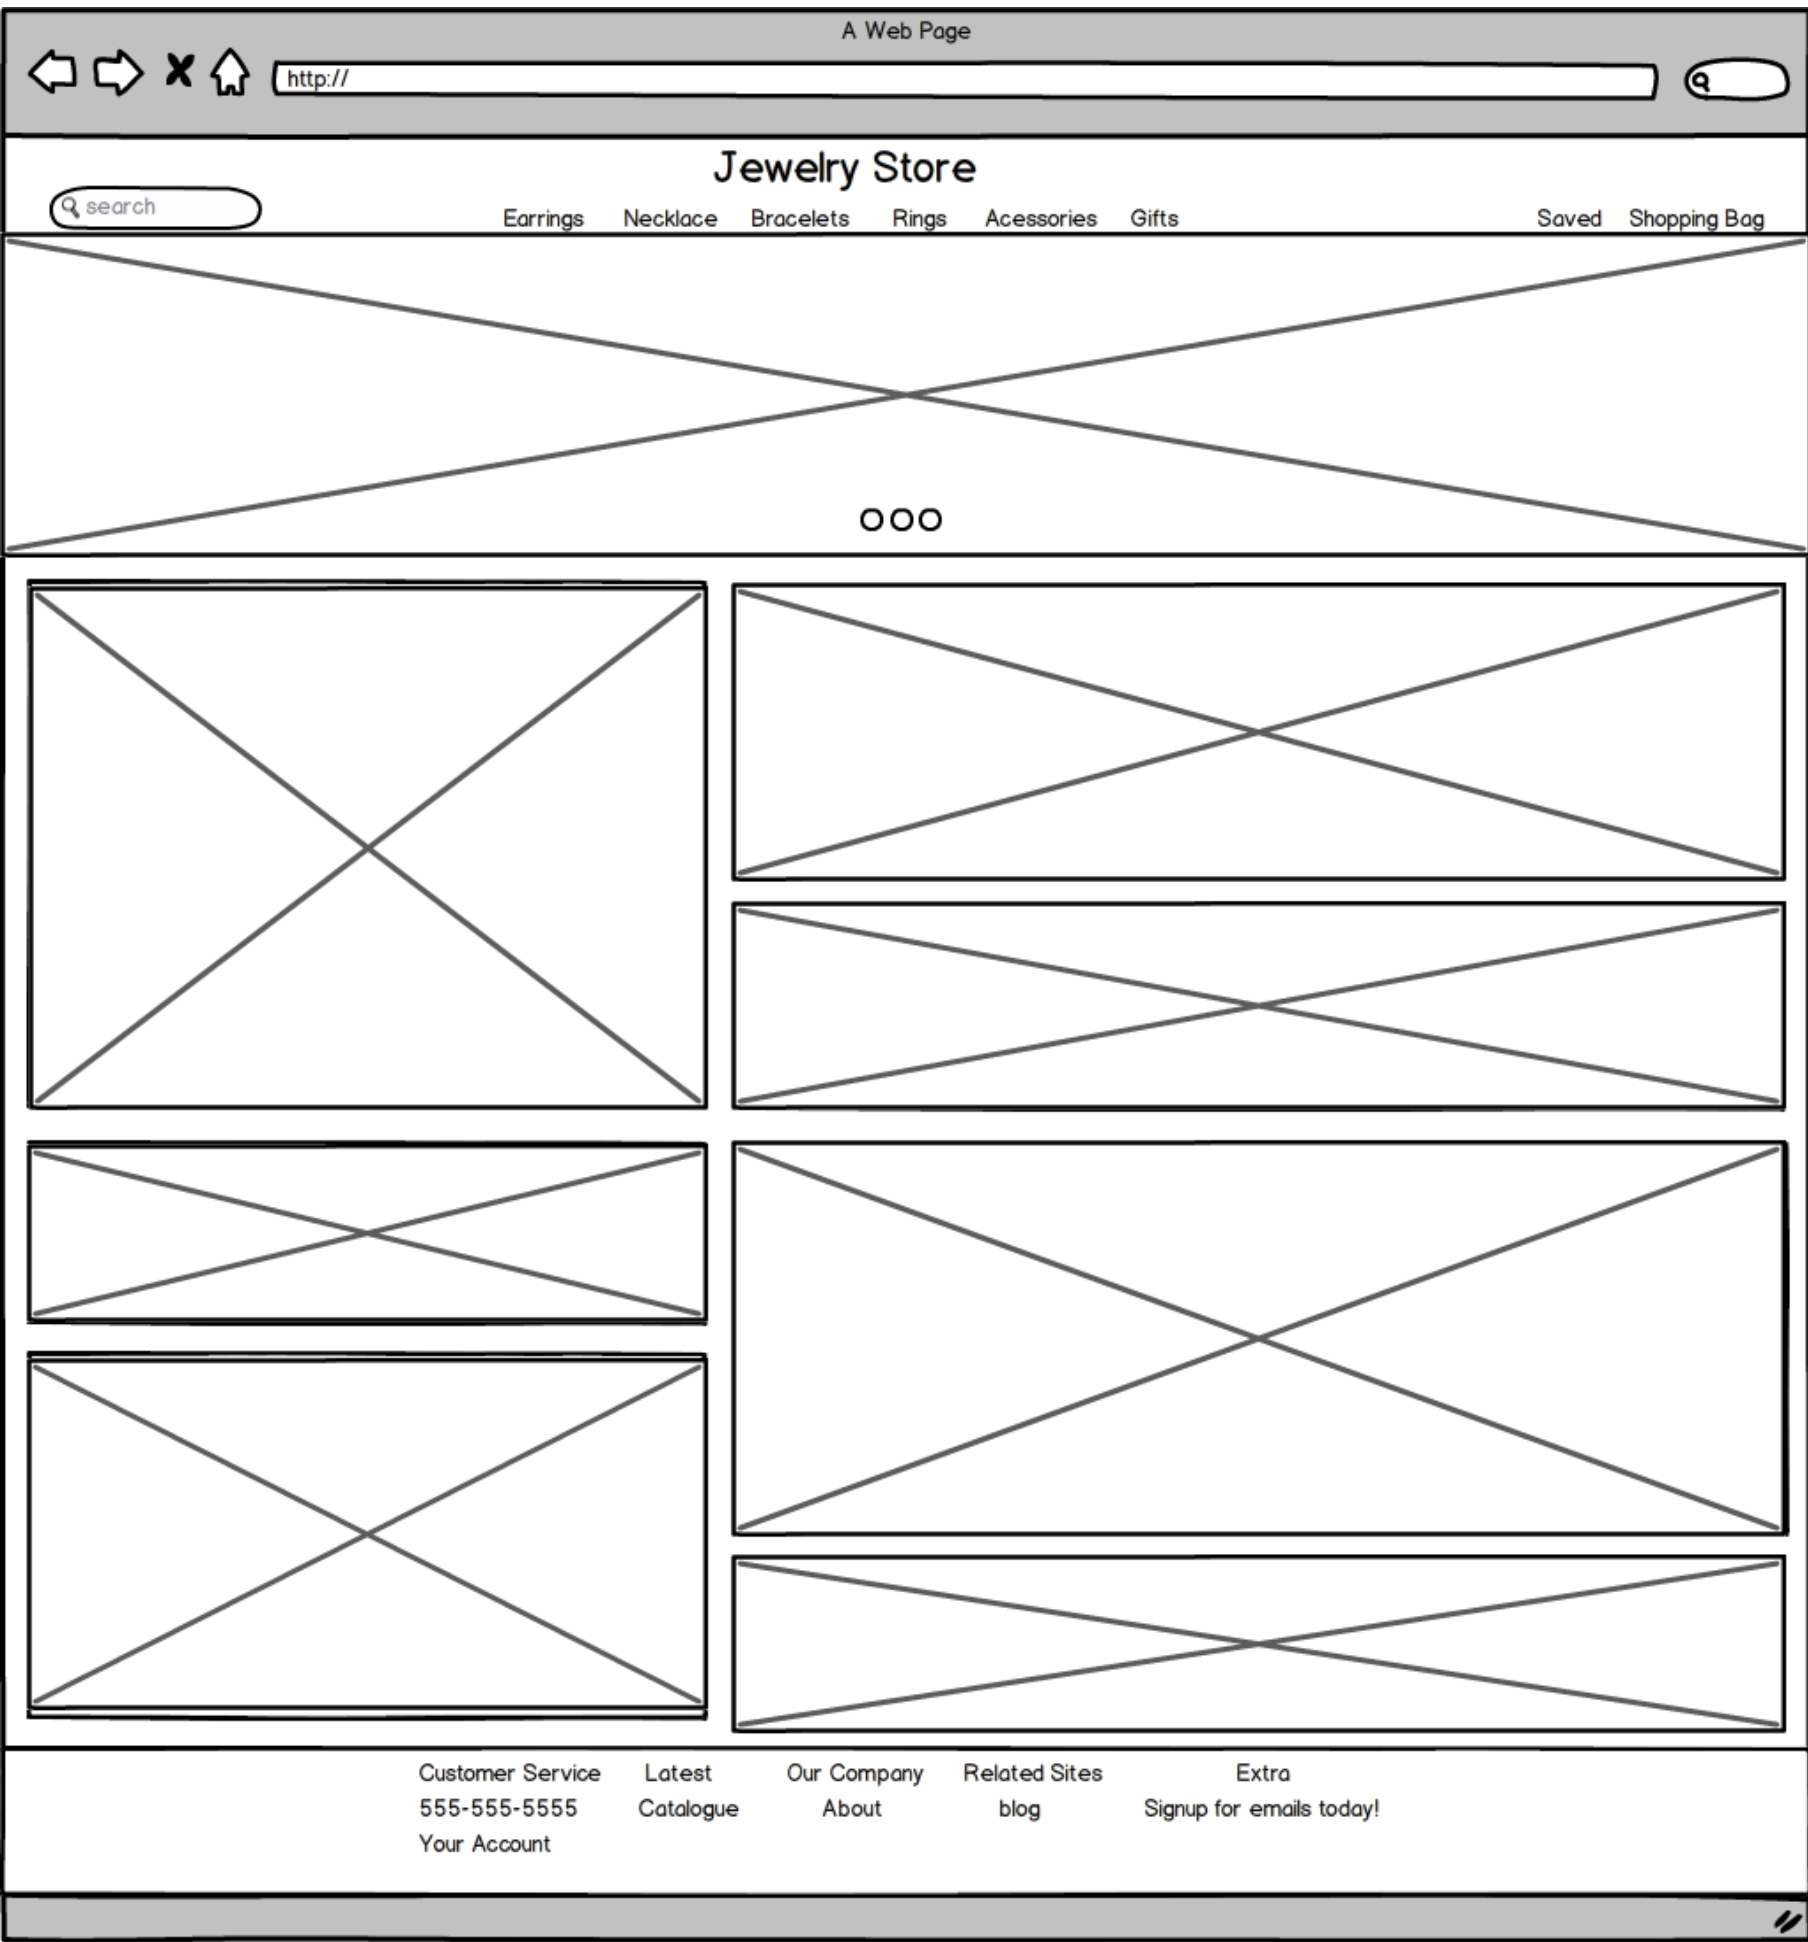 A Web Page
http://
Jewelry Store
search
Earrings Necklace Bracelets Rings Acessories Gifts Saved Shopping Bag
Customer Service Latest Our Company Related Sites Extra
555-555-5555 Catalogue About blog Signup for emails today!
Your Account